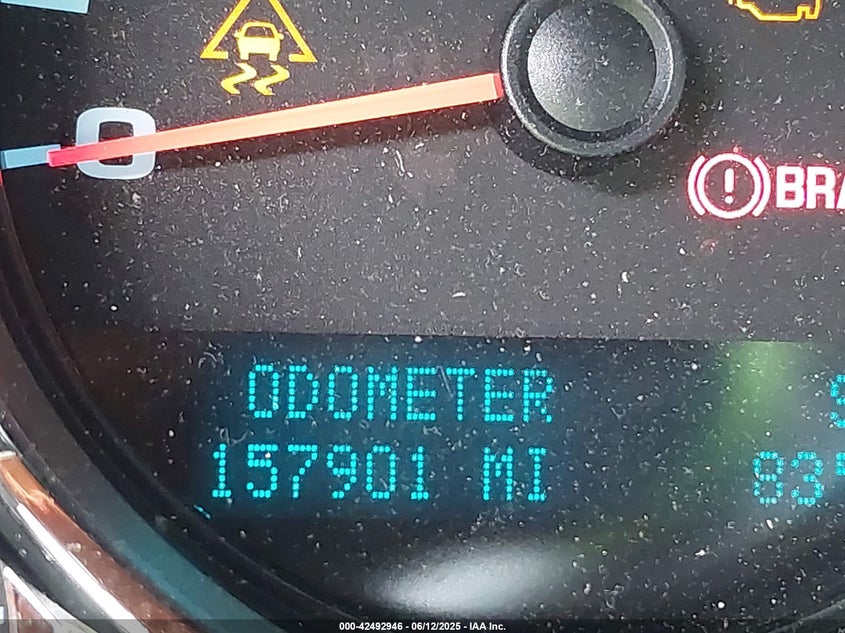 0
BRA
ODOMETER
157901 MI
83°
000-42492946 - 06/12/2025 - IAA Inc.